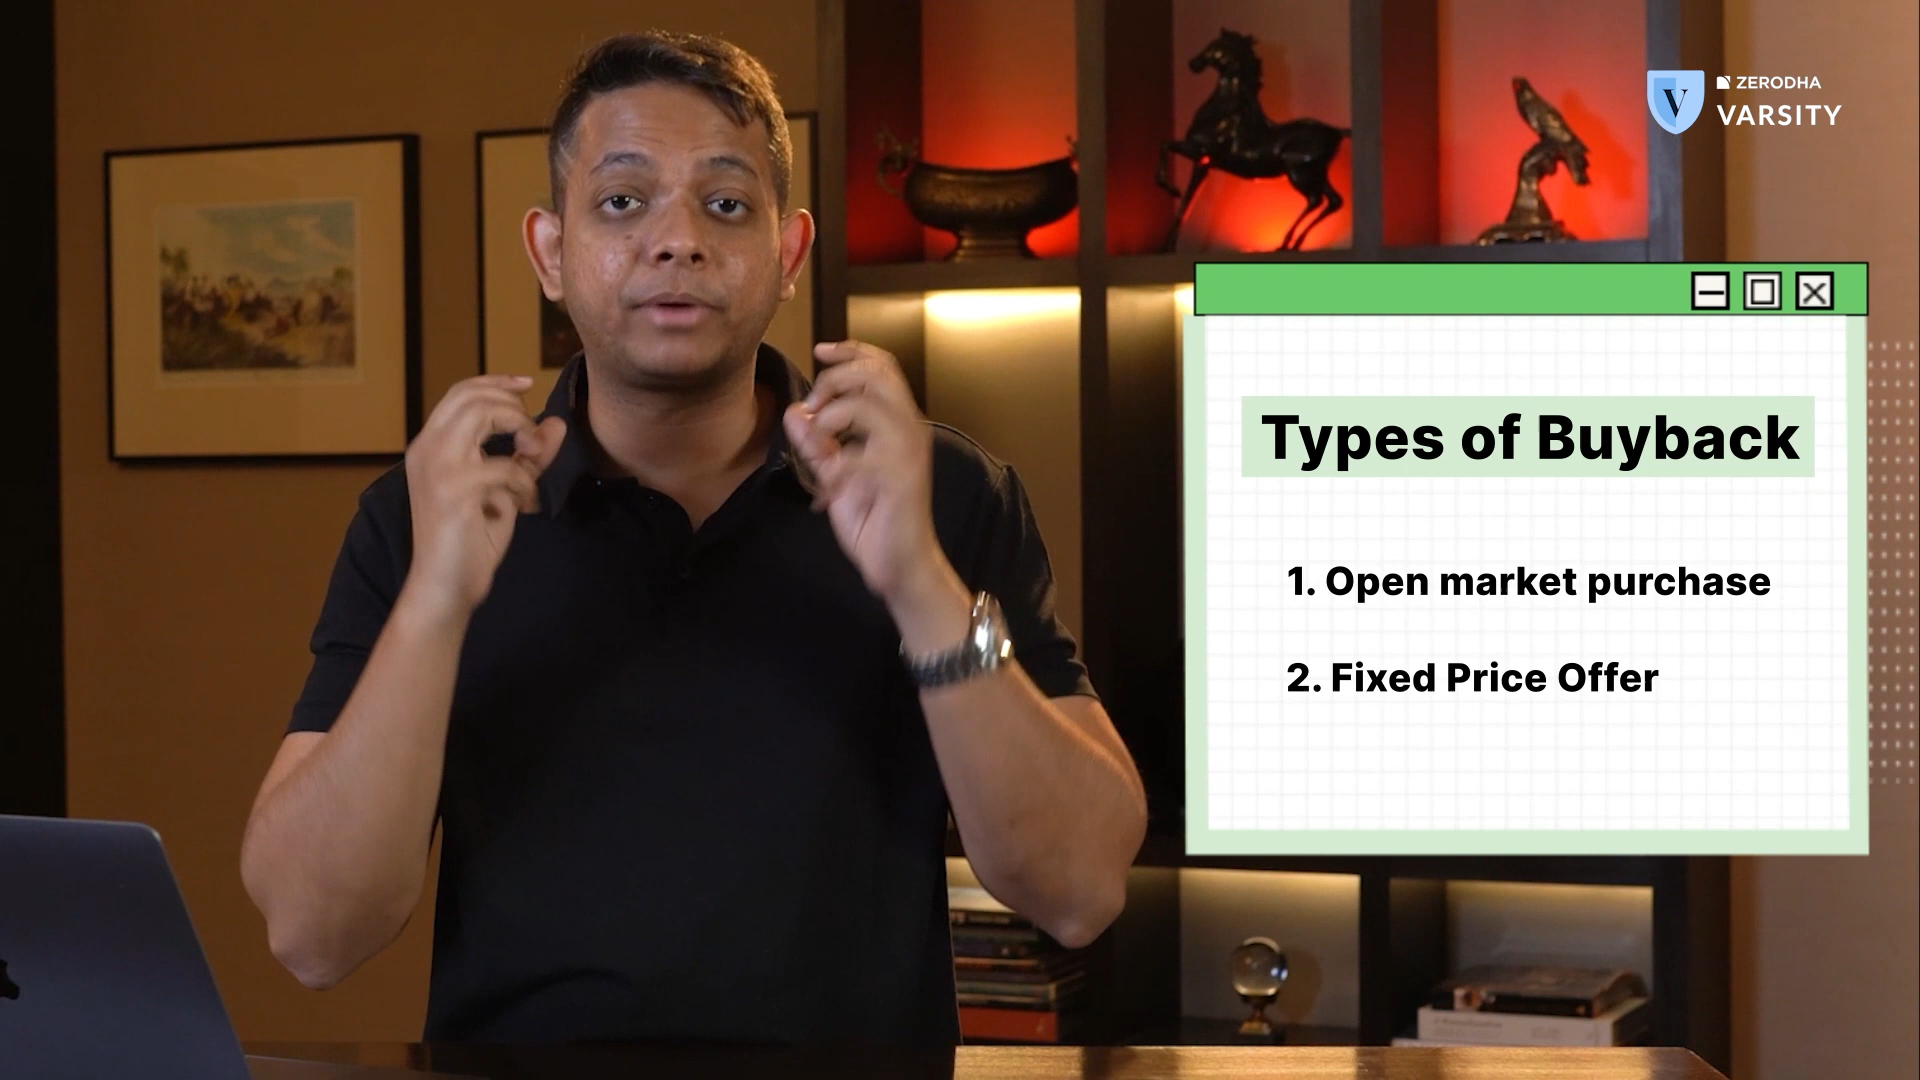 ZERODHA
VARSITY
Types of Buyback
1. Open market purchase
2. Fixed Price Offer